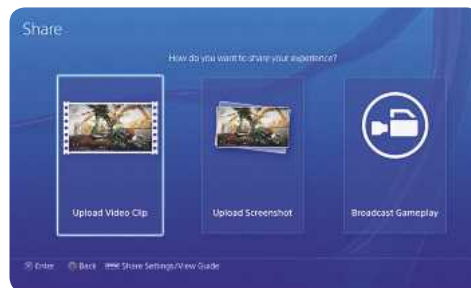 Share
How do you want to share your experience?
Upload Video Clip
Upload Screenshot
Broadcast Gameplay
Enter Back Share Settings/View Guide